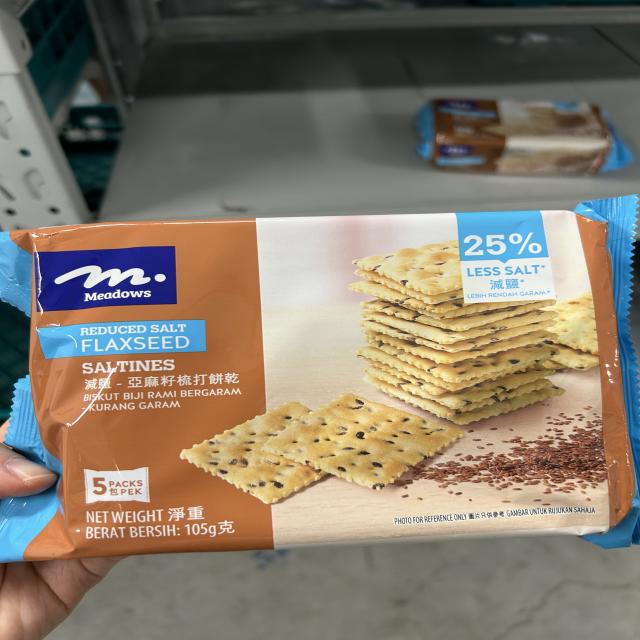 m.
Meadows
REDUCED SALT
FLAXSEED
SALTINES
減鹽 - 亞麻籽梳打餅乾
BISKUT BIJI RAMI BERGARAM
- KURANG GARAM
5 PACKS
包 PEK
NET WEIGHT 淨重
BERAT BERSIH: 105g克
25%
LESS SALT*
減鹽*
LEBIH RENDAH GARAM*
PHOTO FOR REFERENCE ONLY 圖片只供參考 GAMBAR UNTUK RUJUKAN SAHAJA